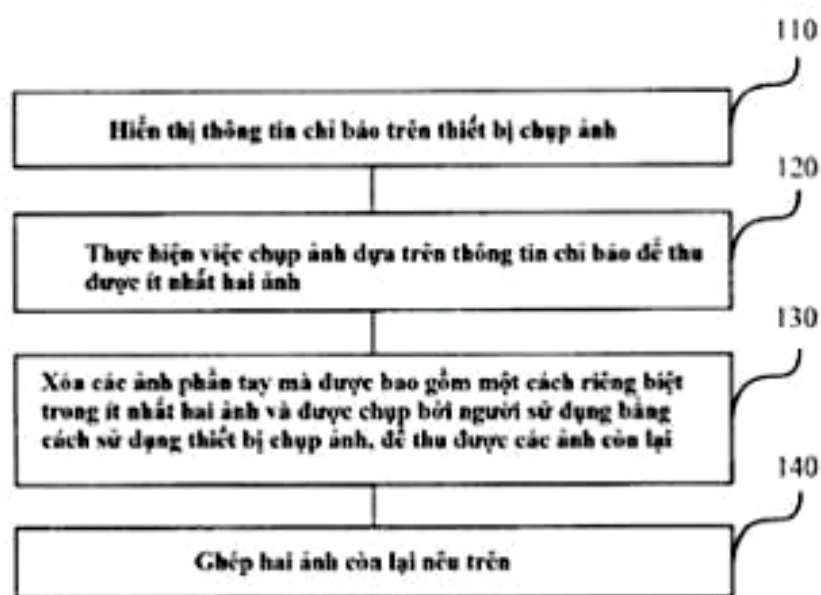 110
Hiển thị thông tin chỉ báo trên thiết bị chụp ảnh
120
Thực hiện việc chụp ảnh dựa trên thông tin chỉ báo để thu
được ít nhất hai ảnh
130
Xóa các ảnh phần tay mà được bao gồm một cách riêng biệt
trong ít nhất hai ảnh và được chụp bởi người sử dụng bằng
cách sử dụng thiết bị chụp ảnh, để thu được các ảnh còn lại
140
Ghép hai ảnh còn lại nêu trên